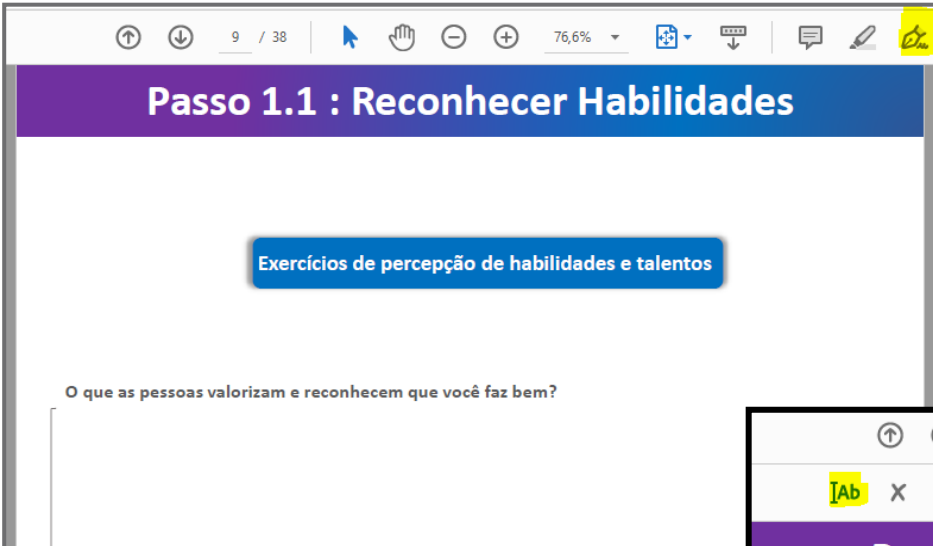 9 / 38 76,6%
Passo 1.1 : Reconhecer Habilidades
Exercícios de percepção de habilidades e talentos
O que as pessoas valorizam e reconhecem que você faz bem?
Ab X